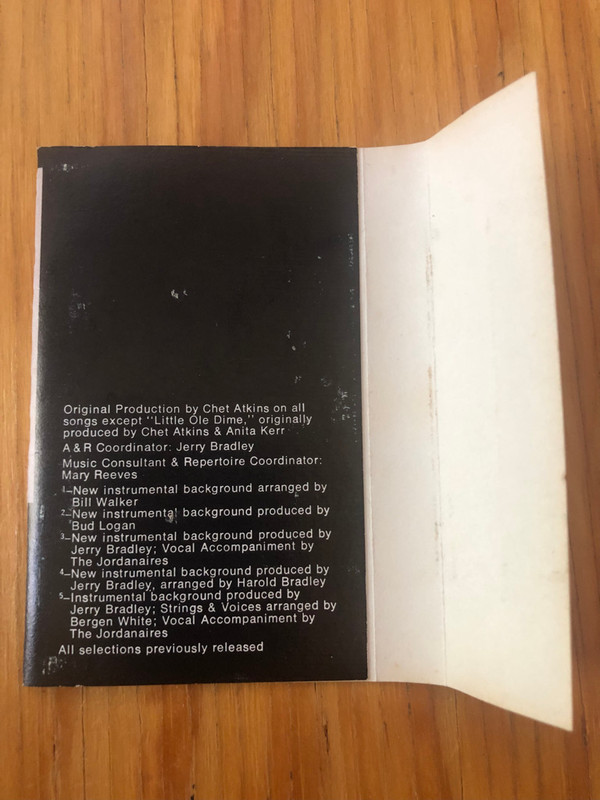 Original Production by Chet Atkins on all
songs except "Little Ole Dime," originally
produced by Chet Atkins & Anita Kerr
A & R Coordinator: Jerry Bradley
Music Consultant & Repertoire Coordinator:
Mary Reeves
1–New instrumental background arranged by
Bill Walker
2–New instrumental background produced by
Bud Logan
3–New instrumental background produced by
Jerry Bradley; Vocal Accompaniment by
The Jordanaires
4–New instrumental background produced by
Jerry Bradley, arranged by Harold Bradley
5–Instrumental background produced by
Jerry Bradley; Strings & Voices arranged by
Bergen White; Vocal Accompaniment by
The Jordanaires
All selections previously released